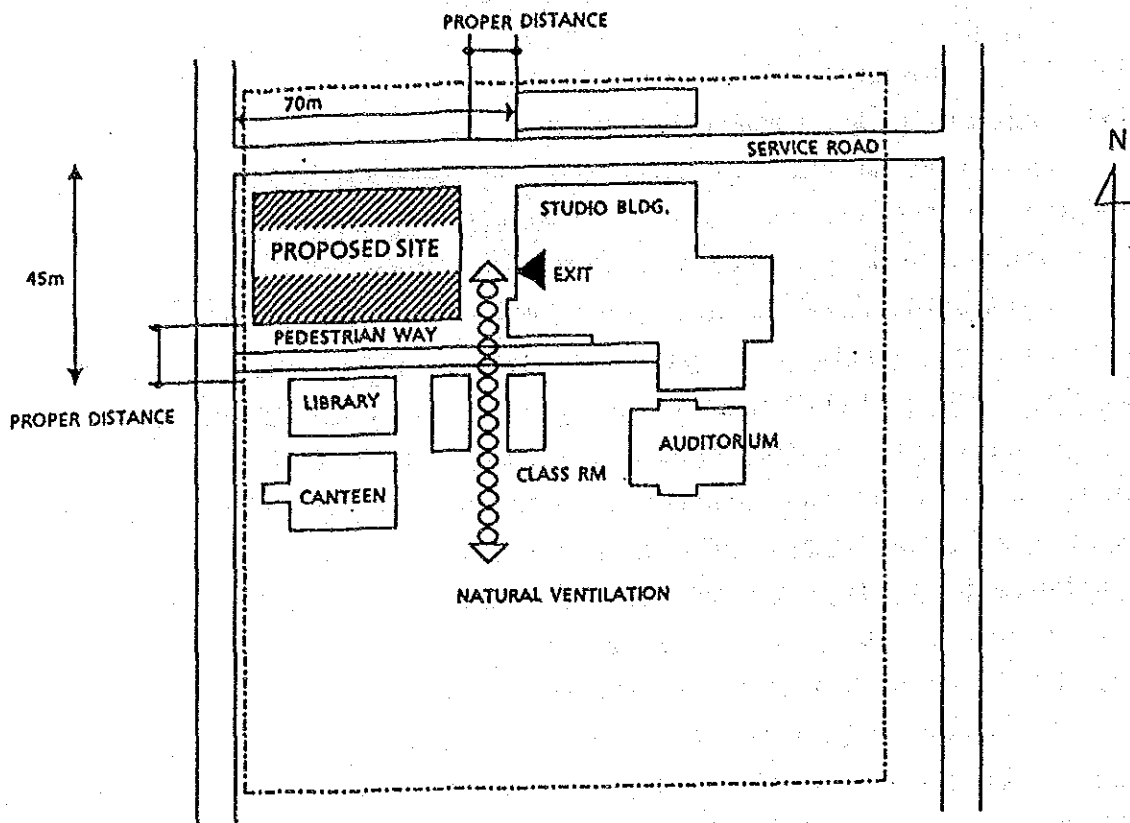 PROPER DISTANCE
70m
N
SERVICE ROAD
STUDIO BLDG.
PROPOSED SITE
45m
EXIT
PEDESTRIAN WAY
LIBRARY
PROPER DISTANCE
AUDITORIUM
CLASS RM
CANTEEN
NATURAL VENTILATION